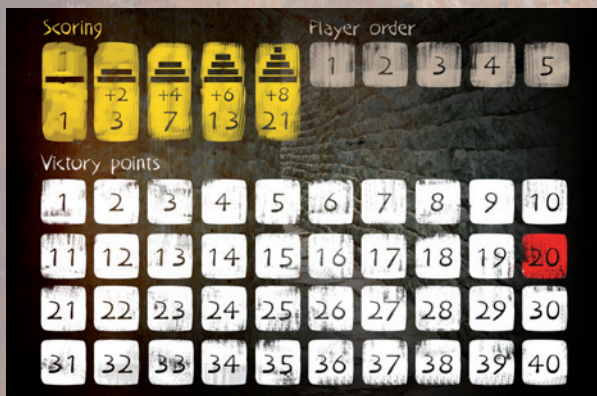 Scoring
Player order
+2 +4 +6 +8
1 3 7 13 21
1 2 3 4 5
Victory points
1 2 3 4 5 6 7 8 9 10
11 12 13 14 15 16 17 18 19 20
21 22 23 24 25 26 27 28 29 30
31 32 33 34 35 36 37 38 39 40